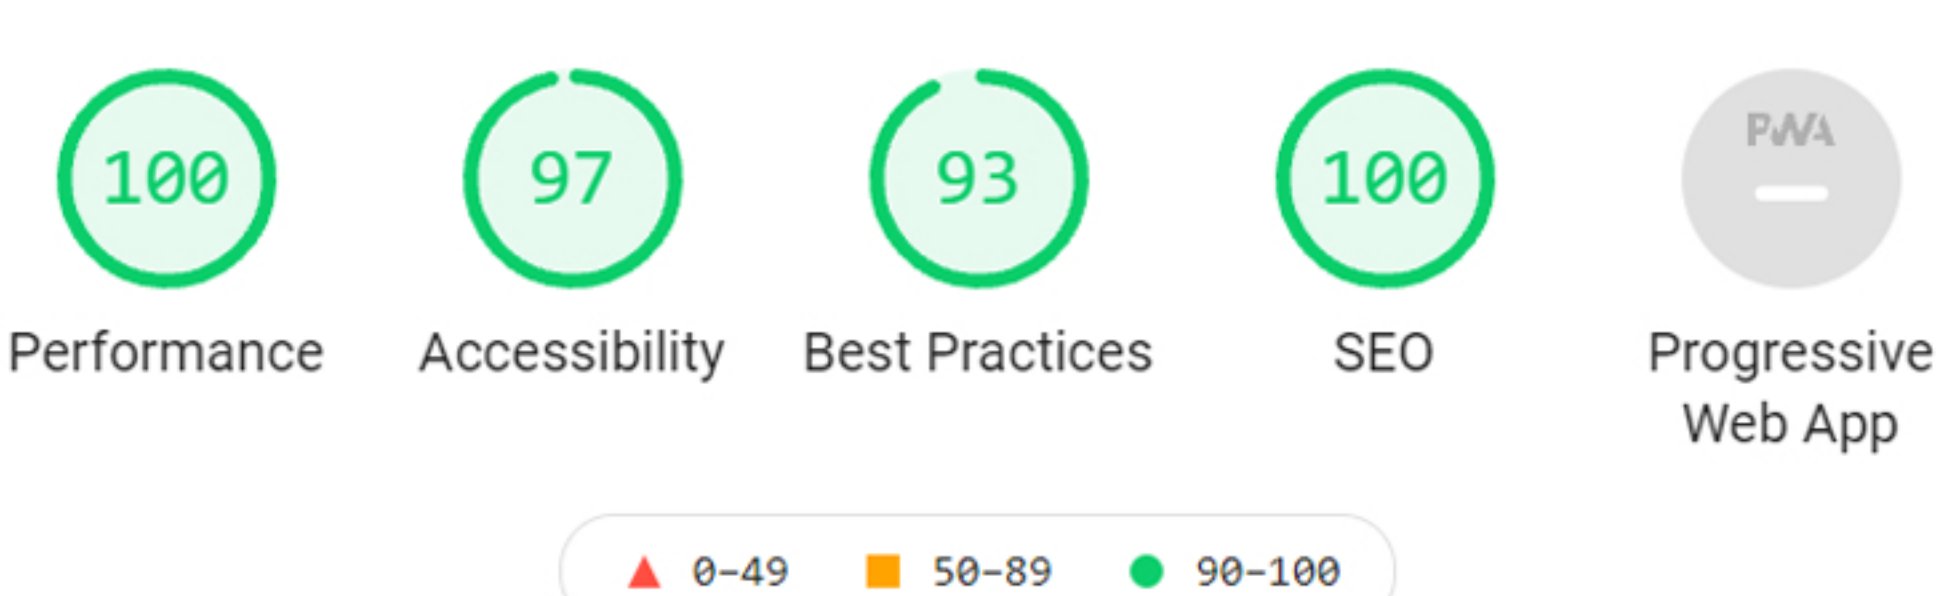 100 97 93 100 PWA
Performance Accessibility Best Practices SEO Progressive
Web App
0–49 50–89 90–100